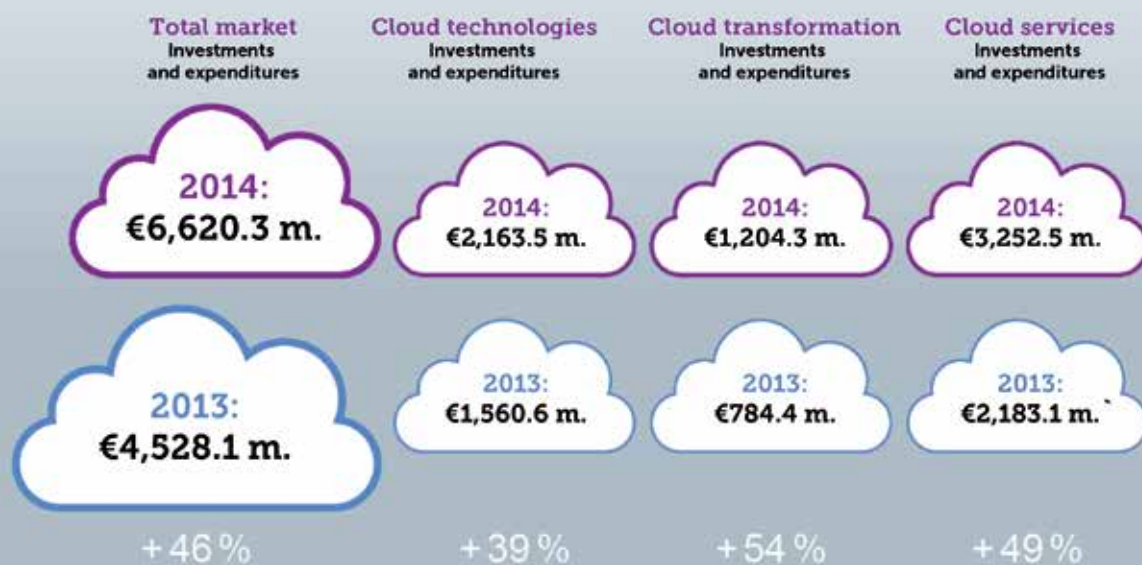 Total market
Investments
and expenditures
Cloud technologies
Investments
and expenditures
Cloud transformation
Investments
and expenditures
Cloud services
Investments
and expenditures
2014:
€6,620.3 m.
2014:
€2,163.5 m.
2014:
€1,204.3 m.
2014:
€3,252.5 m.
2013:
€4,528.1 m.
2013:
€1,560.6 m.
2013:
€784.4 m.
2013:
€2,183.1 m.`
+46 %
+39 %
+54 %
+49 %